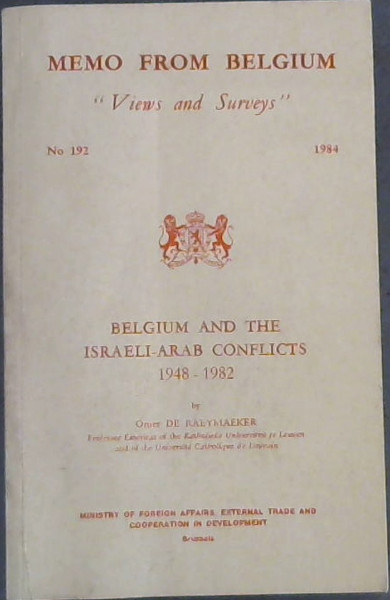 MEMO FROM BELGIUM
"Views and Surveys"
No 192 1984
BELGIUM AND THE
ISRAELI-ARAB CONFLICTS
1948 - 1982
by
Omer DE RAEYMAEKER
Professor Emeritus of the Katholieke Universiteit te Leuven
and of the Université Catholique de Louvain
MINISTRY OF FOREIGN AFFAIRS, EXTERNAL TRADE AND
COOPERATION IN DEVELOPMENT
Brussels